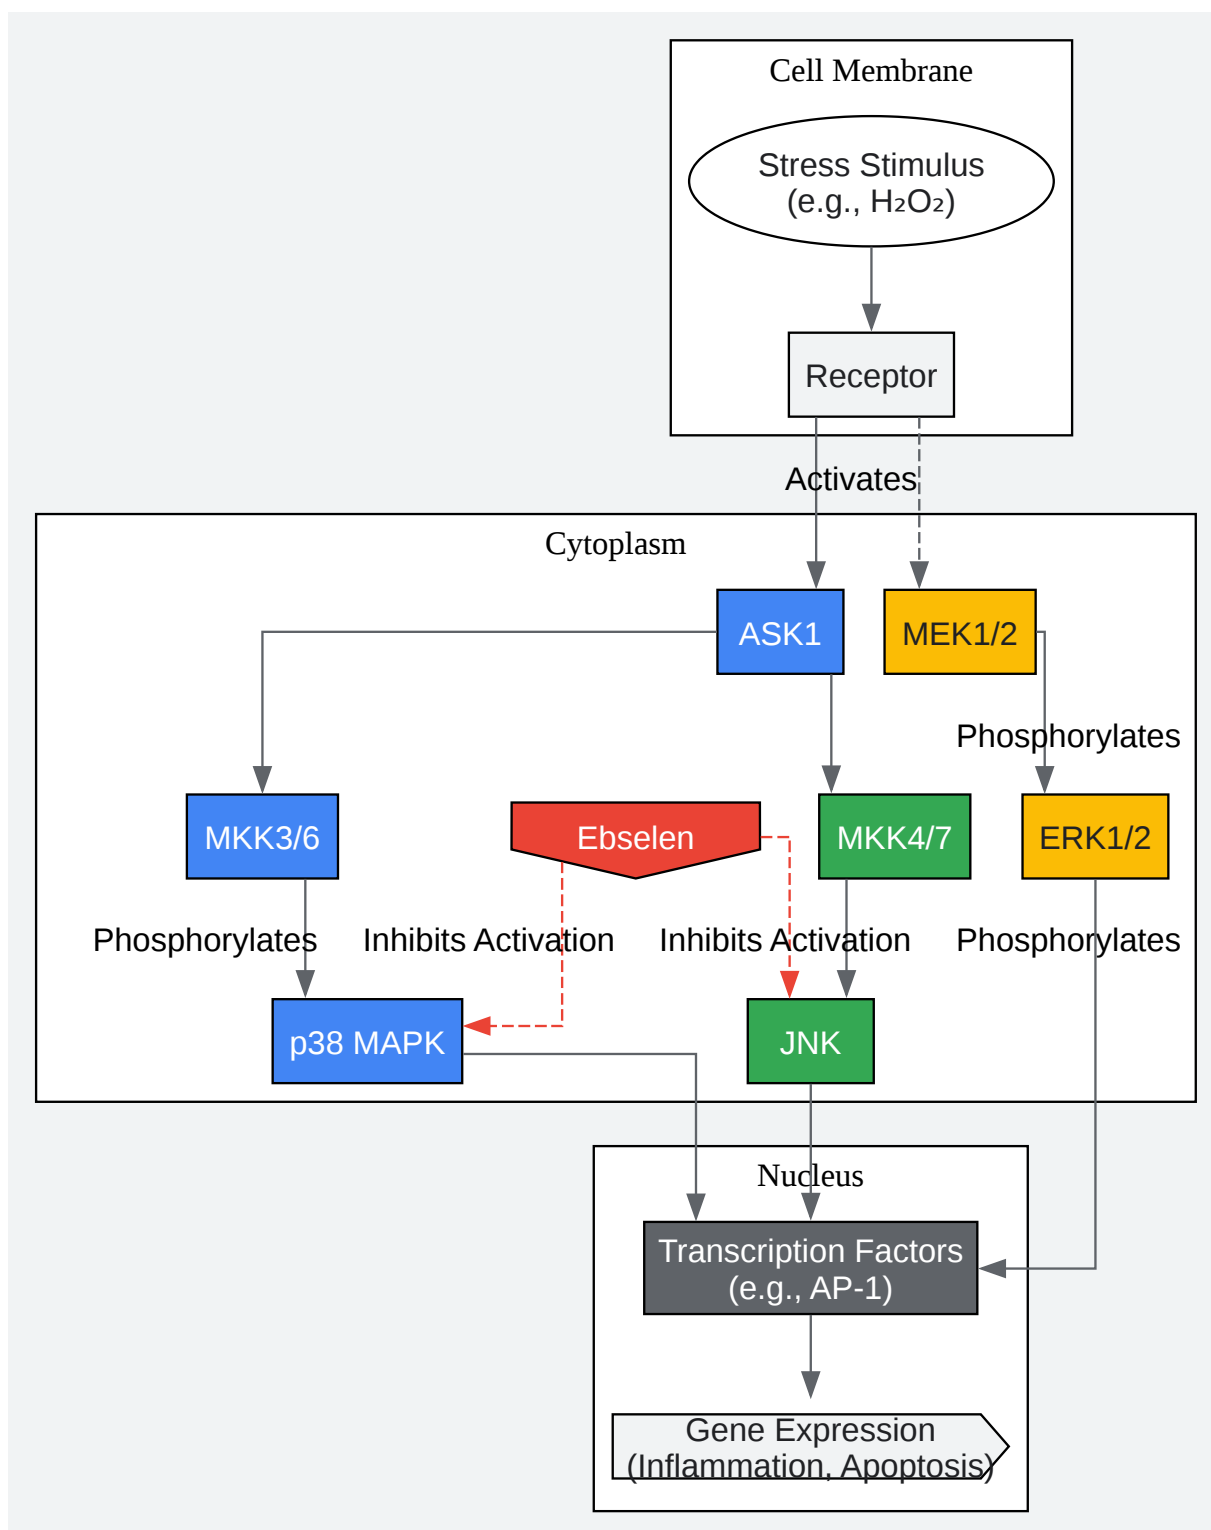 Cell Membrane
Stress Stimulus
(e.g., H₂O₂)
Receptor
Activates
Cytoplasm
ASK1
MEK1/2
Phosphorylates
MKK3/6
Ebselen
MKK4/7
ERK1/2
Phosphorylates
Inhibits Activation
Inhibits Activation
Phosphorylates
p38 MAPK
JNK
Nucleus
Transcription Factors
(e.g., AP-1)
Gene Expression
(Inflammation, Apoptosis)